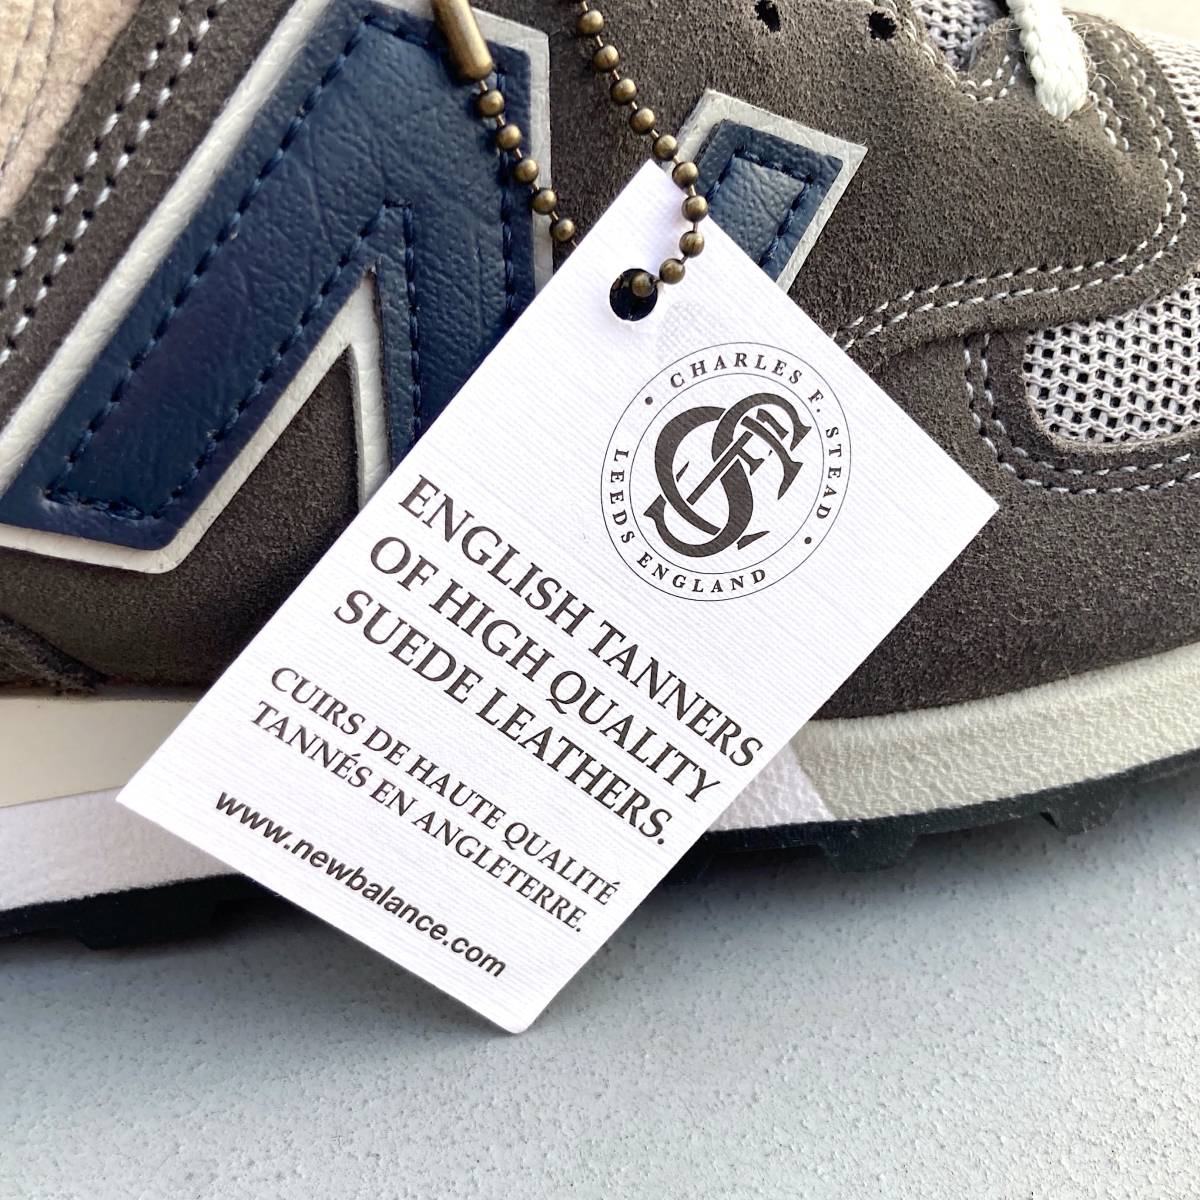 CHARLES F. STEAD
LEEDS ENGLAND
CFS
ENGLISH TANNERS
OF HIGH QUALITY
SUEDE LEATHERS.
CUIRS DE HAUTE QUALITÉ
TANNÉS EN ANGLETERRE.
www.newbalance.com
N